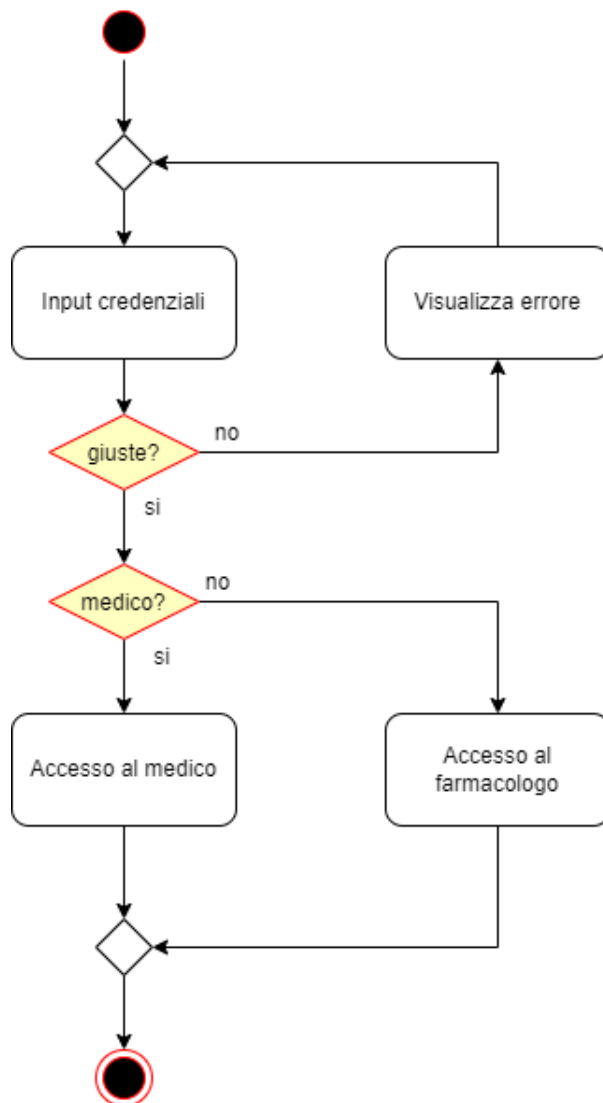 Input credenziali
Visualizza errore
giuste?
no
si
medico?
no
si
Accesso al medico
Accesso al
farmacologo